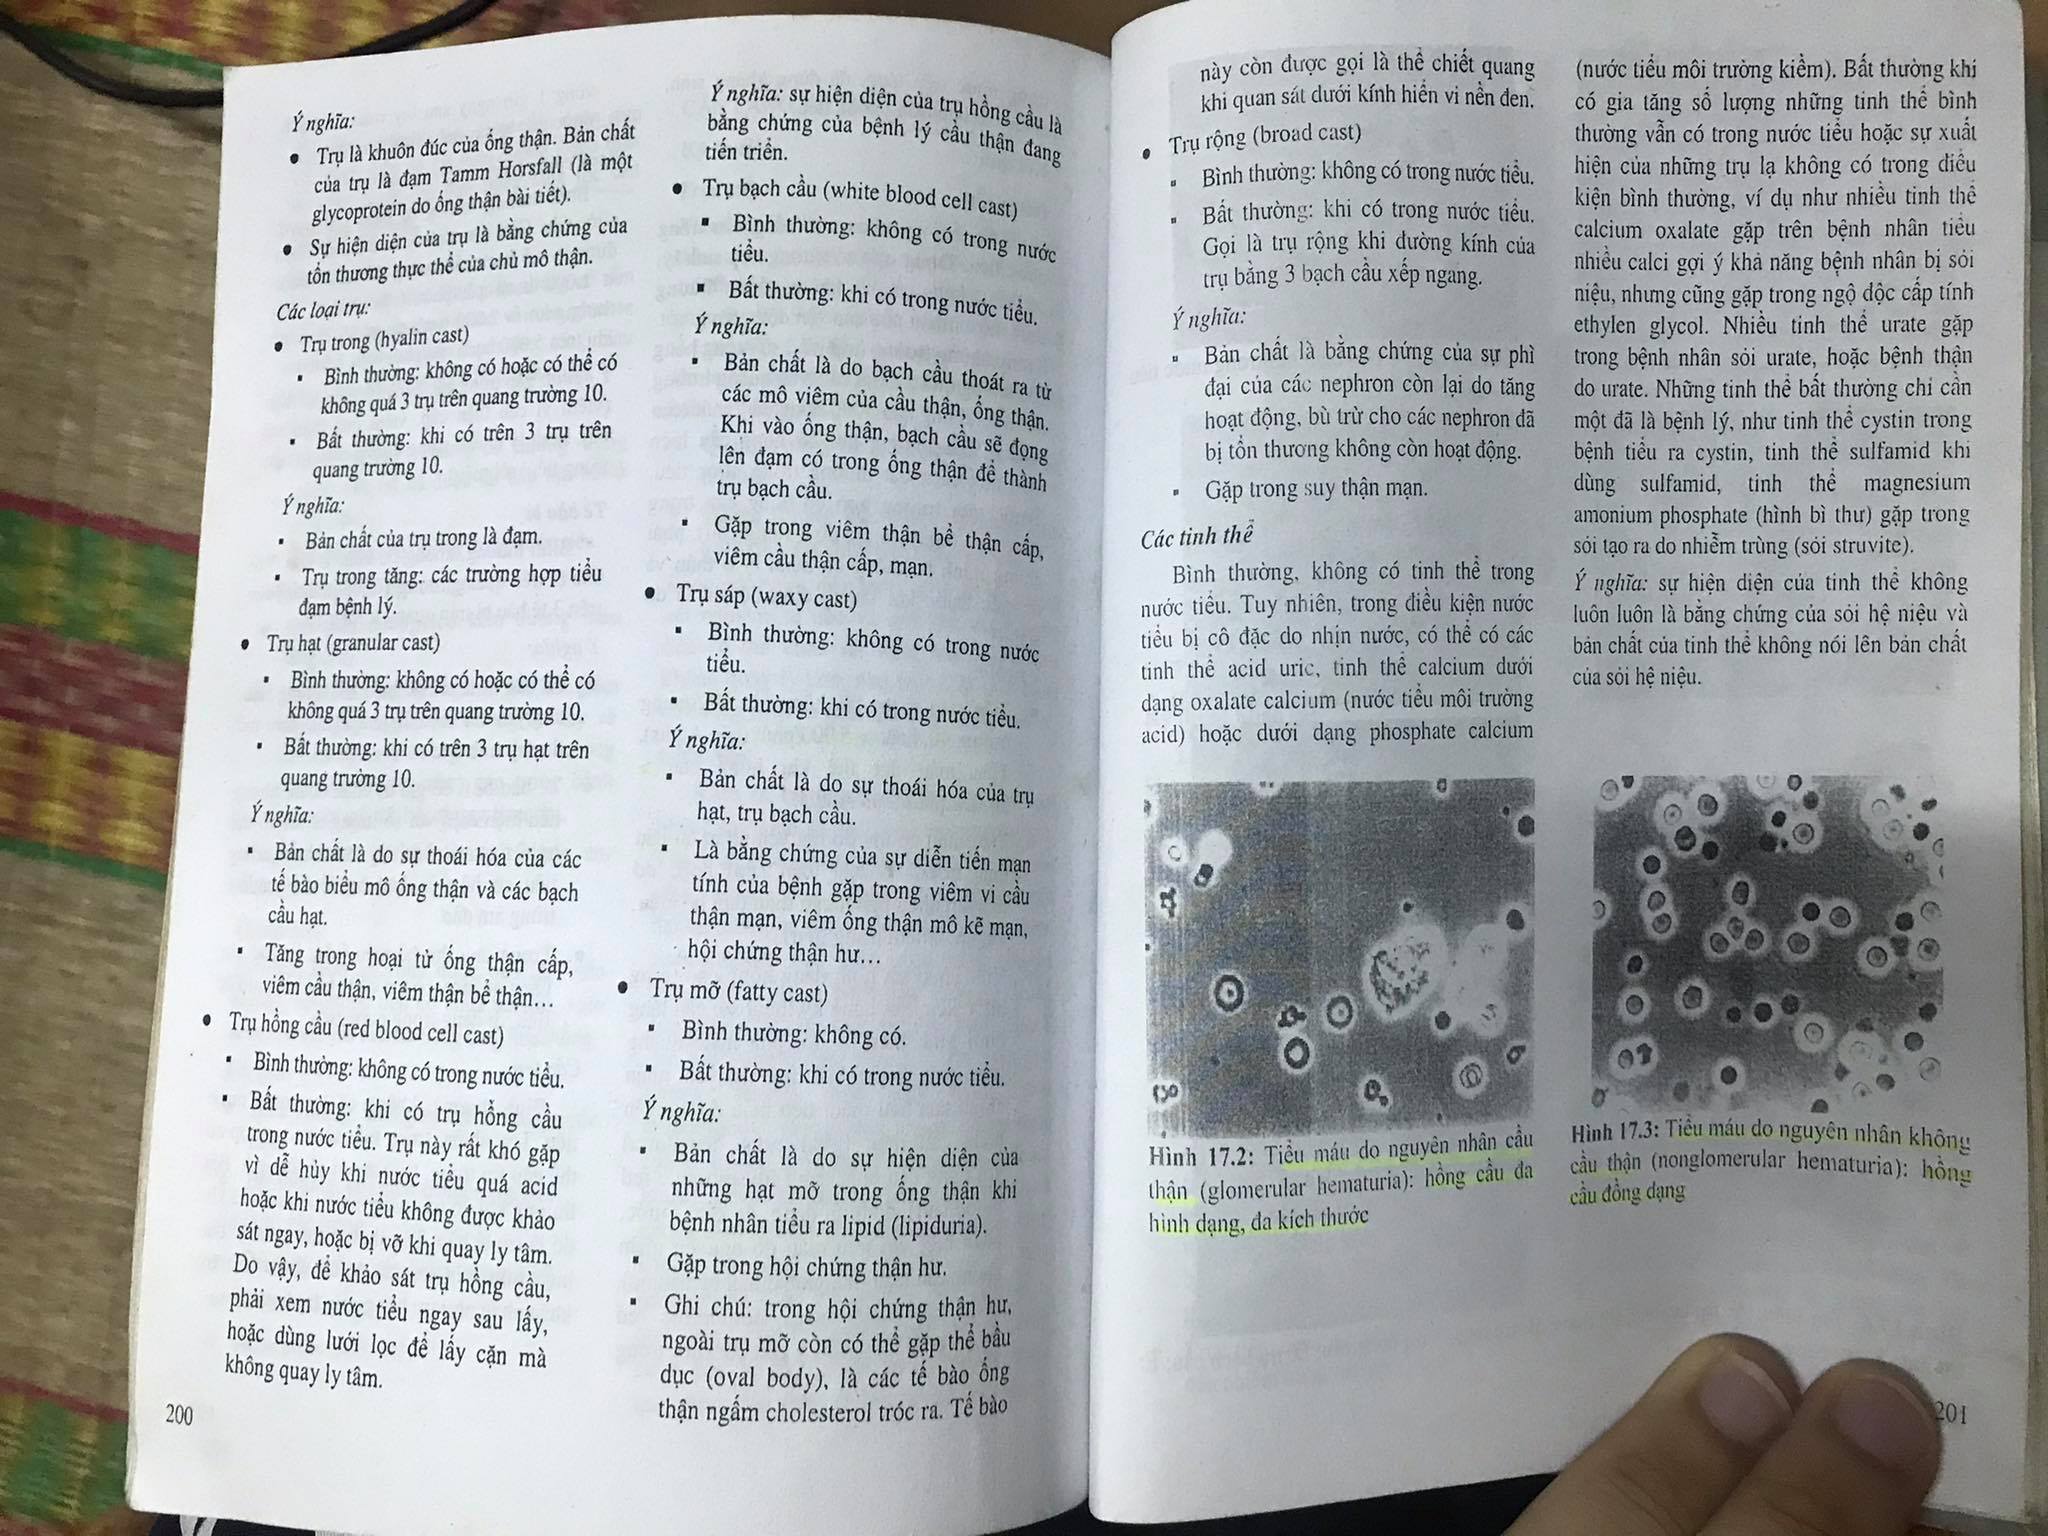 Ý nghĩa:
● Trụ là khuôn đúc của ống thận. Bản chất
của trụ là đạm Tamm Horsfall (là một
glycoprotein do ống thận bài tiết).
● Sự hiện diện của trụ là bằng chứng của
tổn thương thực thể của chủ mô thận.
Các loại trụ:
● Trụ trong (hyalin cast)
▪ Bình thường: không có hoặc có thể có
không quá 3 trụ trên quang trường 10.
▪ Bất thường: khi có trên 3 trụ trên
quang trường 10.
Ý nghĩa:
▪ Bản chất của trụ trong là đạm.
▪ Trụ trong tăng: các trường hợp tiểu
đạm bệnh lý.
● Trụ hạt (granular cast)
▪ Bình thường: không có hoặc có thể có
không quá 3 trụ trên quang trường 10.
▪ Bất thường: khi có trên 3 trụ hạt trên
quang trường 10.
Ý nghĩa:
▪ Bản chất là do sự thoái hóa của các
tế bào biểu mô ống thận và các bạch
cầu hạt.
▪ Tăng trong hoại tử ống thận cấp,
viêm cầu thận, viêm thận bể thận...
● Trụ hồng cầu (red blood cell cast)
▪ Bình thường: không có trong nước tiểu.
▪ Bất thường: khi có trụ hồng cầu
trong nước tiểu. Trụ này rất khó gặp
vì dễ hủy khi nước tiểu quá acid
hoặc khi nước tiểu không được khảo
sát ngay, hoặc bị vỡ khi quay ly tâm.
Do vậy, để khảo sát trụ hồng cầu,
phải xem nước tiểu ngay sau lấy,
hoặc dùng lưới lọc để lấy cặn mà
không quay ly tâm.
200
Ý nghĩa: sự hiện diện của trụ hồng cầu là
bằng chứng của bệnh lý cầu thận đang
tiến triển.
● Trụ bạch cầu (white blood cell cast)
▪ Bình thường: không có trong nước
tiểu.
▪ Bất thường: khi có trong nước tiểu.
Ý nghĩa:
▪ Bản chất là do bạch cầu thoát ra từ
các mô viêm của cầu thận, ống thận.
Khi vào ống thận, bạch cầu sẽ đọng
lên đạm có trong ống thận để thành
trụ bạch cầu.
▪ Gặp trong viêm thận bể thận cấp,
viêm cầu thận cấp, mạn.
● Trụ sáp (waxy cast)
▪ Bình thường: không có trong nước
tiểu.
▪ Bất thường: khi có trong nước tiểu.
Ý nghĩa:
▪ Bản chất là do sự thoái hóa của trụ
hạt, trụ bạch cầu.
▪ Là bằng chứng của sự diễn tiến mạn
tính của bệnh gặp trong viêm vi cầu
thận mạn, viêm ống thận mô kẽ mạn,
hội chứng thận hư...
● Trụ mỡ (fatty cast)
▪ Bình thường: không có.
▪ Bất thường: khi có trong nước tiểu.
Ý nghĩa:
▪ Bản chất là do sự hiện diện của
những hạt mỡ trong ống thận khi
bệnh nhân tiểu ra lipid (lipiduria).
▪ Gặp trong hội chứng thận hư.
▪ Ghi chú: trong hội chứng thận hư,
ngoài trụ mỡ còn có thể gặp thể bầu
dục (oval body), là các tế bào ống
thận ngấm cholesterol tróc ra. Tế bào
này còn được gọi là thể chiết quang
khi quan sát dưới kính hiển vi nền đen.
● Trụ rộng (broad cast)
▪ Bình thường: không có trong nước tiểu.
▪ Bất thường: khi có trong nước tiểu.
Gọi là trụ rộng khi đường kính của
trụ bằng 3 bạch cầu xếp ngang.
Ý nghĩa:
▪ Bản chất là bằng chứng của sự phì
đại của các nephron còn lại do tăng
hoạt động, bù trừ cho các nephron đã
bị tổn thương không còn hoạt động.
▪ Gặp trong suy thận mạn.
Các tinh thể
Bình thường, không có tinh thể trong
nước tiểu. Tuy nhiên, trong điều kiện nước
tiểu bị cô đặc do nhịn nước, có thể có các
tinh thể acid uric, tinh thể calcium dưới
dạng oxalate calcium (nước tiểu môi trường
acid) hoặc dưới dạng phosphate calcium
(nước tiểu môi trường kiềm). Bất thường khi
có gia tăng số lượng những tinh thể bình
thường vẫn có trong nước tiểu hoặc sự xuất
hiện của những trụ lạ không có trong điều
kiện bình thường, ví dụ như nhiều tinh thể
calcium oxalate gặp trên bệnh nhân tiểu
nhiều calci gợi ý khả năng bệnh nhân bị sỏi
niệu, nhưng cũng gặp trong ngộ độc cấp tính
ethylen glycol. Nhiều tinh thể urate gặp
trong bệnh nhân sỏi urate, hoặc bệnh thận
do urate. Những tinh thể bất thường chỉ cần
một đã là bệnh lý, như tinh thể cystin trong
bệnh tiểu ra cystin, tinh thể sulfamid khi
dùng sulfamid, tinh thể magnesium
amonium phosphate (hình bì thư) gặp trong
sỏi tạo ra do nhiễm trùng (sỏi struvite).
Ý nghĩa: sự hiện diện của tinh thể không
luôn luôn là bằng chứng của sỏi hệ niệu và
bản chất của tinh thể không nói lên bản chất
của sỏi hệ niệu.
Hình 17.2: Tiểu máu do nguyên nhân cầu
thận (glomerular hematuria): hồng cầu đa
hình dạng, đa kích thước
Hình 17.3: Tiểu máu do nguyên nhân không
cầu thận (nonglomerular hematuria): hồng
cầu đồng dạng
201